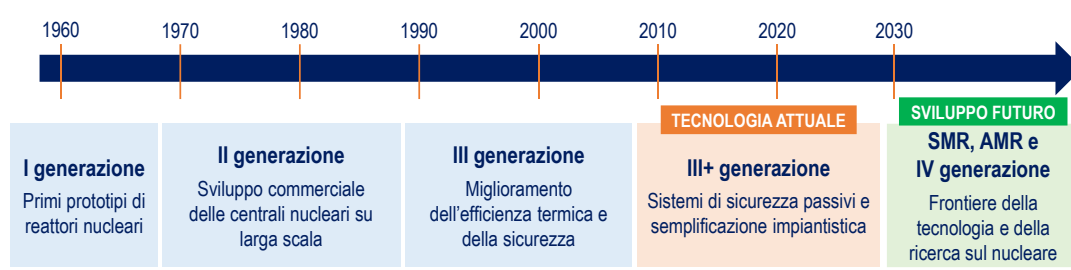 1960
1970
1980
1990
2000
2010
2020
2030
TECNOLOGIA ATTUALE
SVILUPPO FUTURO
I generazione
Primi prototipi di
reattori nucleari
II generazione
Sviluppo commerciale
delle centrali nucleari su
larga scala
III generazione
Miglioramento
dell'efficienza termica e
della sicurezza
III+ generazione
Sistemi di sicurezza passivi e
semplificazione impiantistica
SMR, AMR e
IV generazione
Frontiere della
tecnologia e della
ricerca sul nucleare